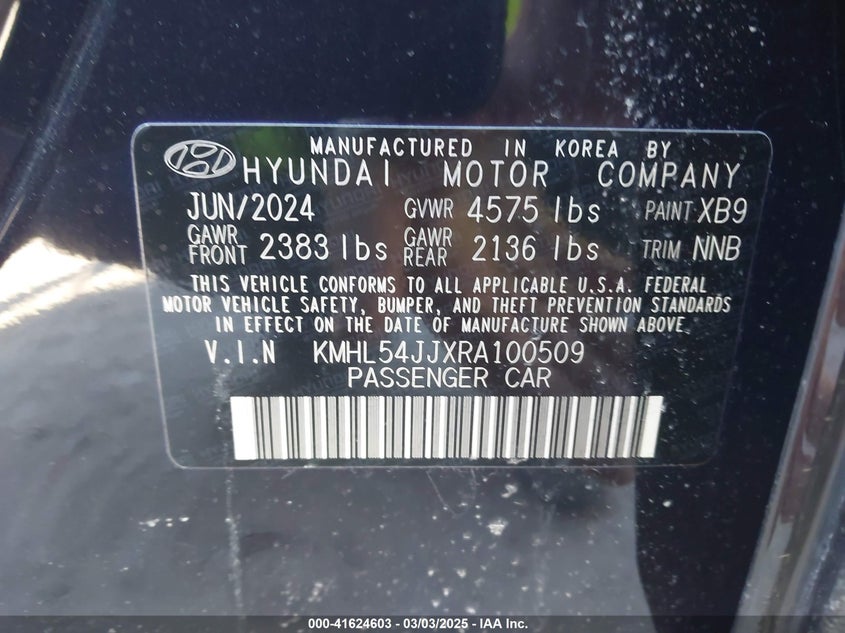 MANUFACTURED IN KOREA BY
HYUNDAI MOTOR COMPANY
JUN/2024 GVWR 4575 lbs PAINT XB9
GAWR FRONT 2383 lbs GAWR REAR 2136 lbs TRIM NNB
THIS VEHICLE CONFORMS TO ALL APPLICABLE U.S.A. FEDERAL
MOTOR VEHICLE SAFETY, BUMPER, AND THEFT PREVENTION STANDARDS
IN EFFECT ON THE DATE OF MANUFACTURE SHOWN ABOVE.
V.I.N KMHL54JJXRA100509
PASSENGER CAR
000-41624603 — 03/03/2025 — IAA Inc.